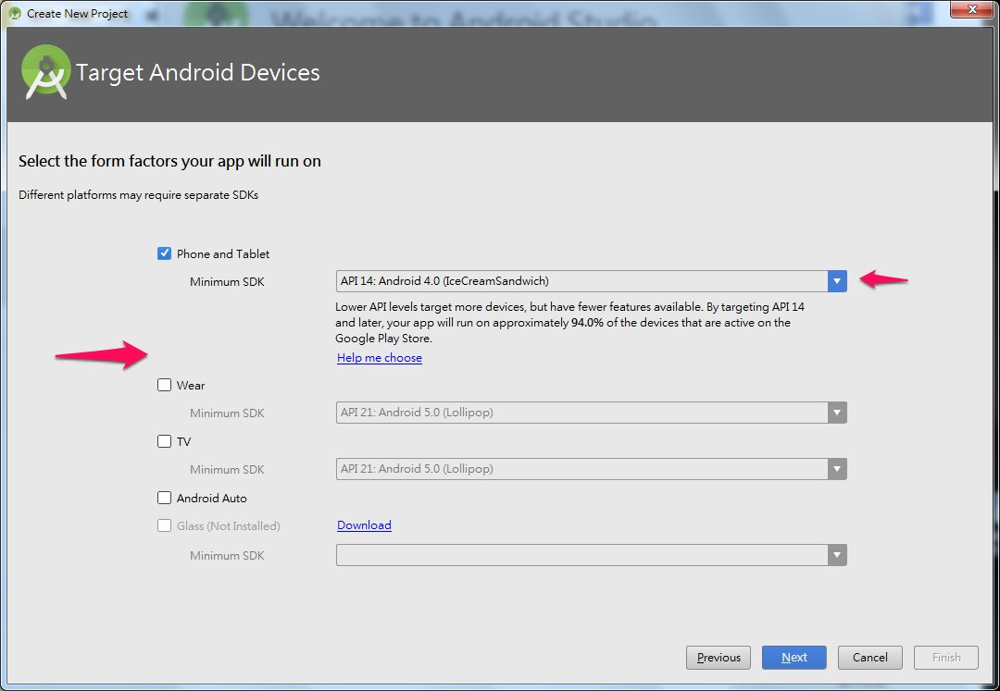 Create New Project
Welcome to Android Studio
Target Android Devices
Select the form factors your app will run on
Different platforms may require separate SDKs
Phone and Tablet
Minimum SDK
API 14: Android 4.0 (IceCreamSandwich)
Lower API levels target more devices, but have fewer features available. By targeting API 14
and later, your app will run on approximately 94.0% of the devices that are active on the
Google Play Store.
Help me choose
Wear
Minimum SDK
API 21: Android 5.0 (Lollipop)
TV
Minimum SDK
API 21: Android 5.0 (Lollipop)
Android Auto
Glass (Not Installed)
Download
Minimum SDK
Previous
Next
Cancel
Finish